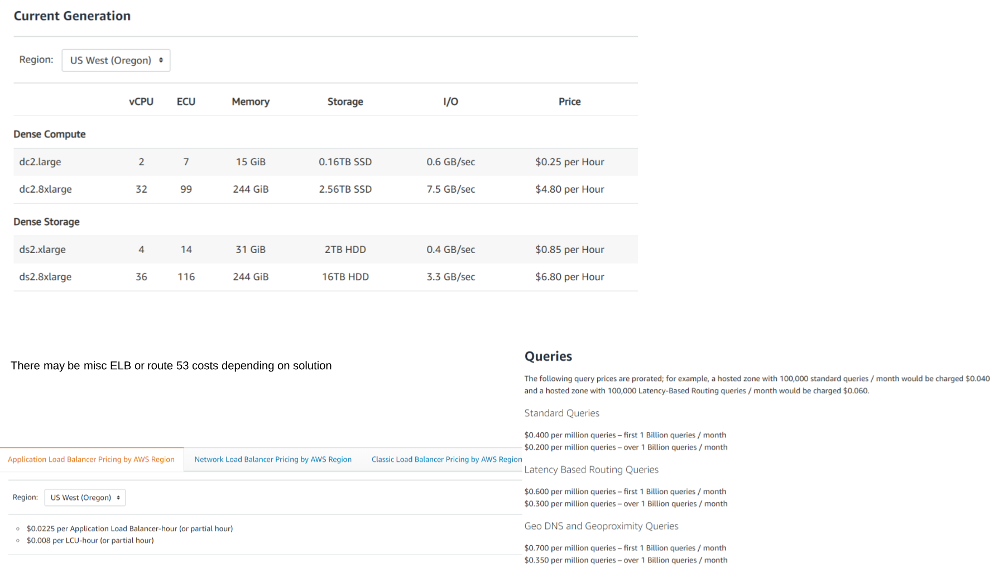 Current Generation
Region: US West (Oregon)
vCPU ECU Memory Storage I/O Price
Dense Compute
dc2.large 2 7 15 GiB 0.16TB SSD 0.6 GB/sec $0.25 per Hour
dc2.8xlarge 32 99 244 GiB 2.56TB SSD 7.5 GB/sec $4.80 per Hour
Dense Storage
ds2.xlarge 4 14 31 GiB 2TB HDD 0.4 GB/sec $0.85 per Hour
ds2.8xlarge 36 116 244 GiB 16TB HDD 3.3 GB/sec $6.80 per Hour
There may be misc ELB or route 53 costs depending on solution
Application Load Balancer Pricing by AWS Region Network Load Balancer Pricing by AWS Region Classic Load Balancer Pricing by AWS Region
Region: US West (Oregon)
$0.0225 per Application Load Balancer-hour (or partial hour)
$0.008 per LCU-hour (or partial hour)
Queries
The following query prices are prorated; for example, a hosted zone with 100,000 standard queries / month would be charged $0.040
and a hosted zone with 100,000 Latency-Based Routing queries / month would be charged $0.060.
Standard Queries
$0.400 per million queries – first 1 Billion queries / month
$0.200 per million queries – over 1 Billion queries / month
Latency Based Routing Queries
$0.600 per million queries – first 1 Billion queries / month
$0.300 per million queries – over 1 Billion queries / month
Geo DNS and Geoproximity Queries
$0.700 per million queries – first 1 Billion queries / month
$0.350 per million queries – over 1 Billion queries / month